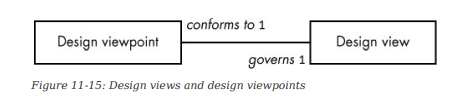 conforms to 1
Design viewpoint
Design view
governs 1
Figure 11-15: Design views and design viewpoints